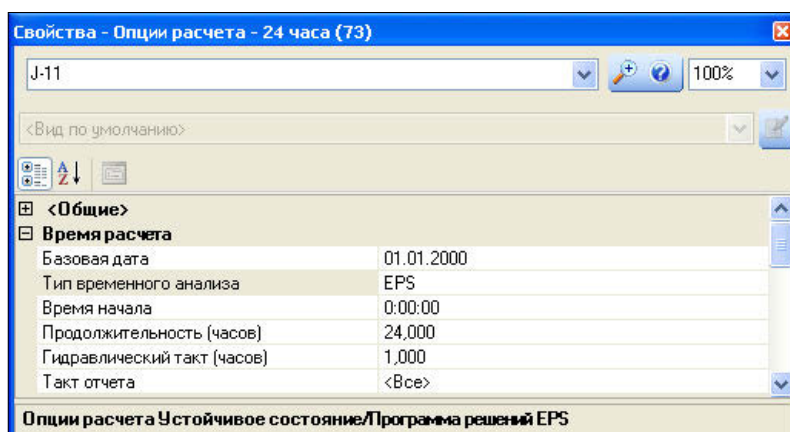 Свойства - Опции расчета - 24 часа (73)
J-11 100%
<Вид по умолчанию>
<Общие>
Время расчета
Базовая дата 01.01.2000
Тип временного анализа EPS
Время начала 0:00:00
Продолжительность (часов) 24,000
Гидравлический такт (часов) 1,000
Такт отчета <Все>
Опции расчета Устойчивое состояние/Программа решений EPS